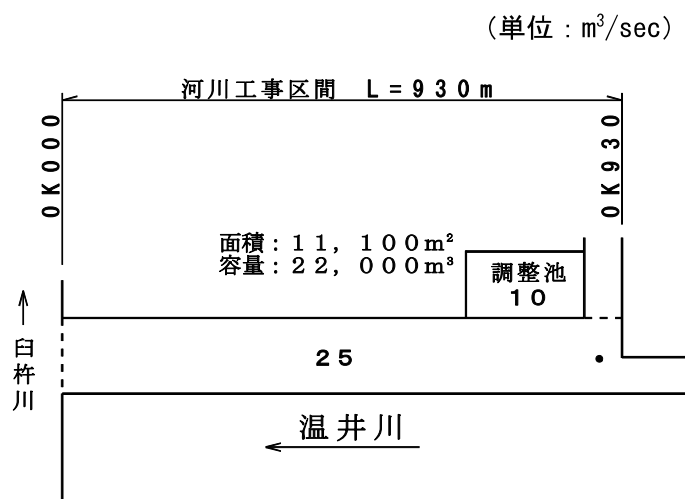 (単位：m³/sec)
河川工事区間 L=930m
0K000
0K930
面積：11,100m²
容量：22,000m³
調整池
10
25
臼杵川
温井川